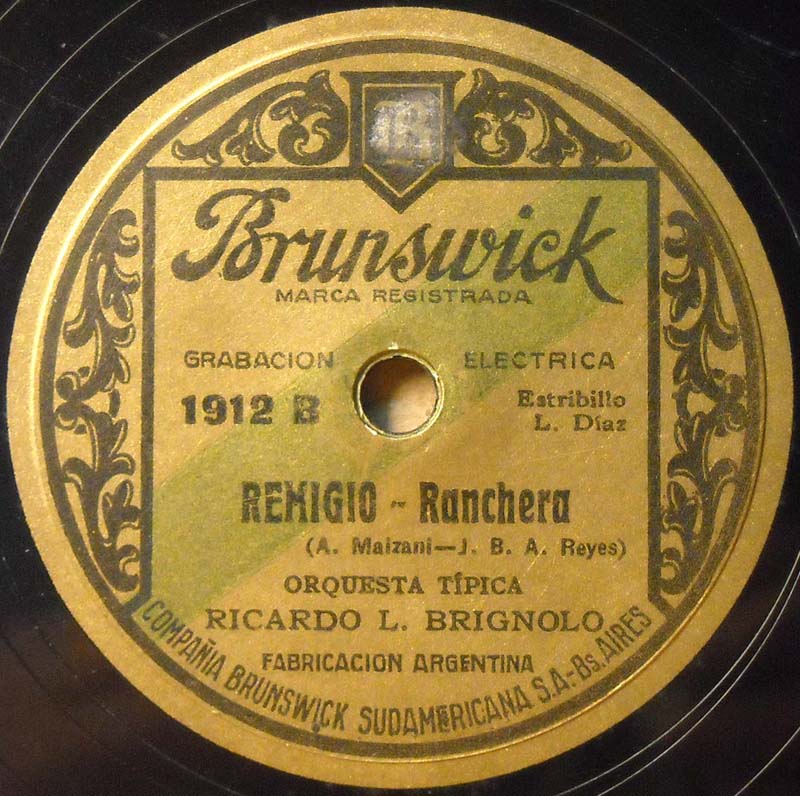 B
Brunswick
MARCA REGISTRADA
GRABACION ELECTRICA
1912 B
Estribillo
L. Díaz
REMIGIO - Ranchera
(A. Maizani—J. B. A. Reyes)
ORQUESTA TÍPICA
RICARDO L. BRIGNOLO
FABRICACION ARGENTINA
COMPAÑIA BRUNSWICK SUDAMERICANA S.A.-Bs. AIRES